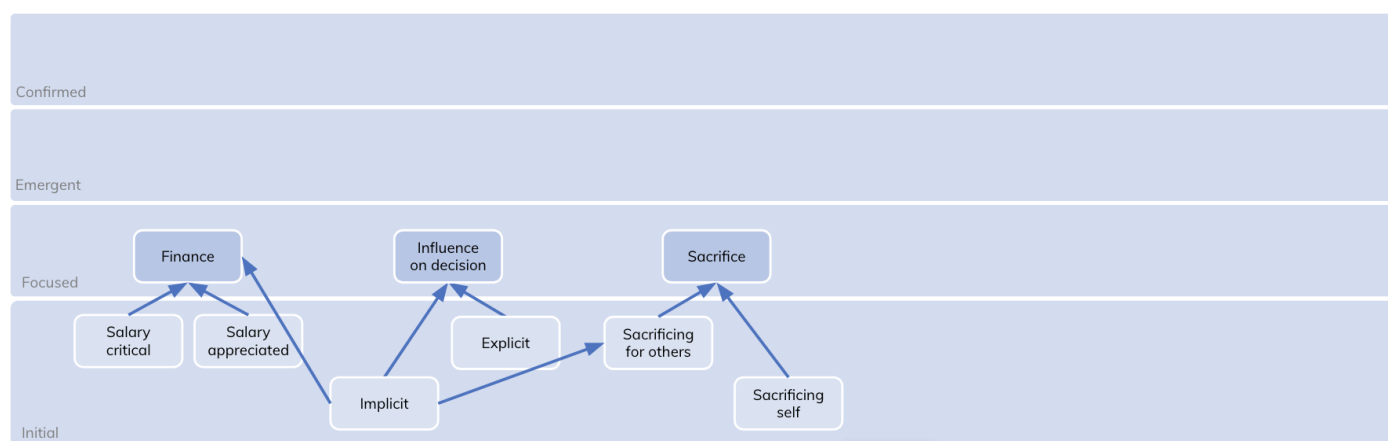 Confirmed
Emergent
Finance
Influence
on decision
Sacrifice
Focused
Salary
critical
Salary
appreciated
Explicit
Sacrificing
for others
Implicit
Sacrificing
self
Initial